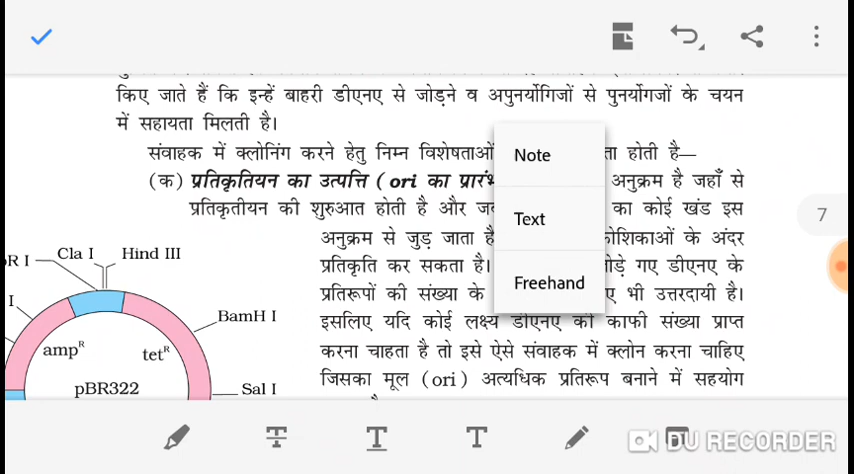 किए जाते हैं कि इन्हें बाहरी डीएनए से जोड़ने व अपुनर्योगिजों से पुनर्योगजों के चयन
में सहायता मिलती है।
संवाहक में क्लोनिंग करने हेतु निम्न विशेषताओं ता होती है—
(क) प्रतिकृतियन का उत्पत्ति ( ori का प्रारंभ अनुक्रम है जहाँ से
प्रतिकृतीयन की शुरुआत होती है और का कोई खंड इस
अनुक्रम से जुड़ जाता है कोशिकाओं के अंदर
प्रतिकृति कर सकता है। जोड़े गए डीएनए के
प्रतिरूपों की संख्या के भी उत्तरदायी है।
इसलिए यदि कोई लक्ष्य डीएनए की काफी संख्या प्राप्त
करना चाहता है तो इसे ऐसे संवाहक में क्लोन करना चाहिए
जिसका मूल (ori) अत्यधिक प्रतिरूप बनाने में सहयोग
Note
Text
Freehand
7
R I
Cla I
Hind III
I
BamH I
ampR
tetR
pBR322
Sal I
T
T
DU RECORDER